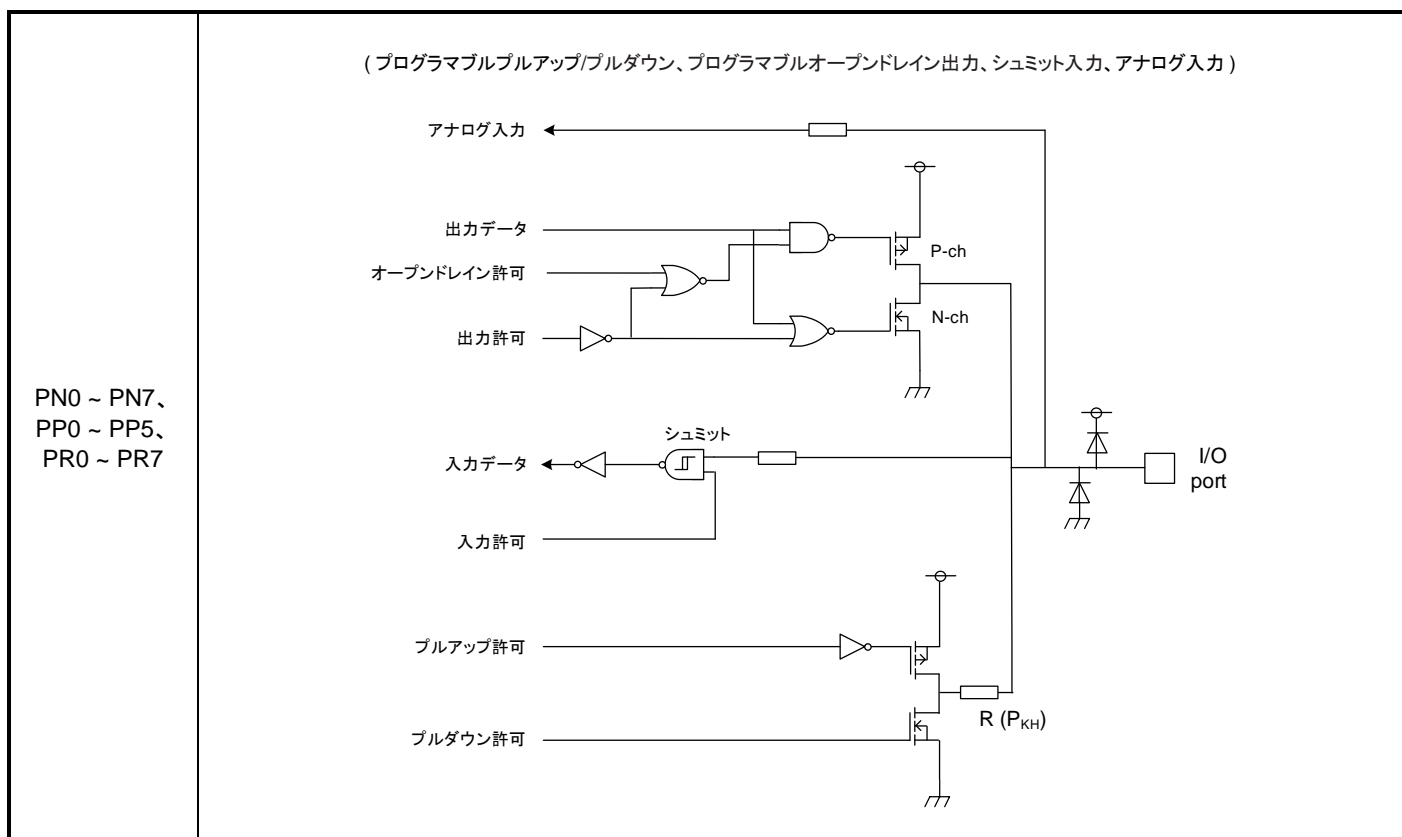 ( プログラマブルプルアップ/プルダウン、プログラマブルオープンドレイン出力、シュミット入力、アナログ入力 )
アナログ入力
出力データ
P-ch
オープンドレイン許可
N-ch
出力許可
PN0 ~ PN7、
PP0 ~ PP5、
PR0 ~ PR7
シュミット
入力データ
I/O
port
入力許可
プルアップ許可
R (PKH)
プルダウン許可